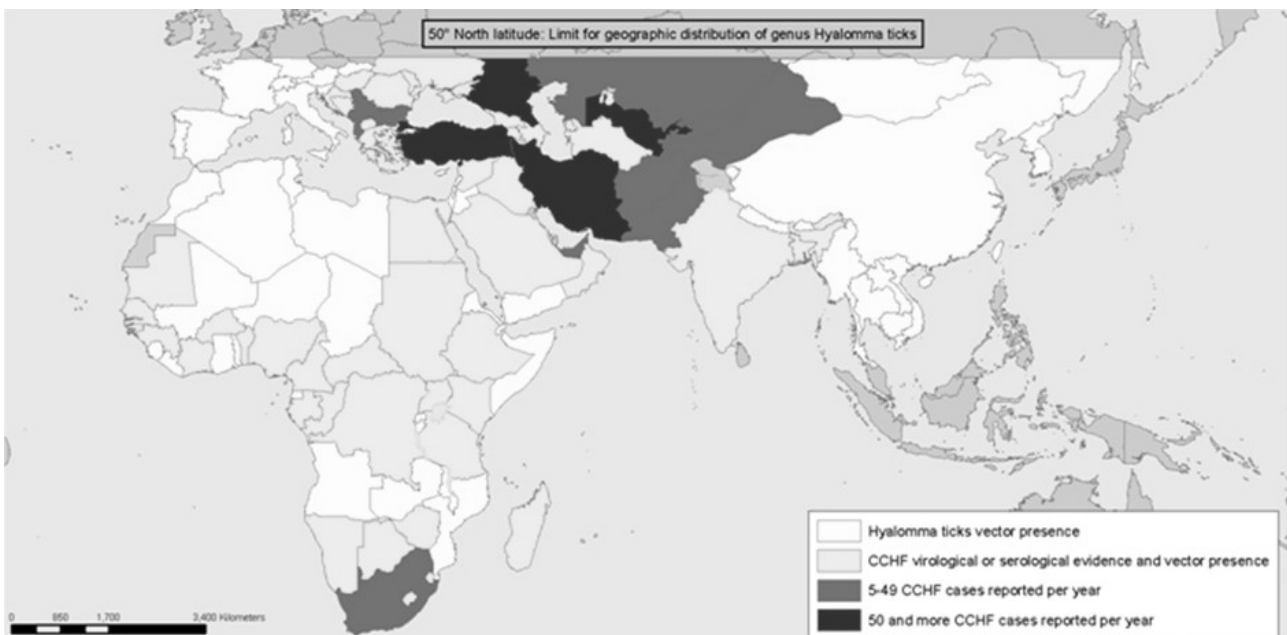 50° North latitude: Limit for geographic distribution of genus Hyalomma ticks
Hyalomma ticks vector presence
CCHF virological or serological evidence and vector presence
5-49 CCHF cases reported per year
50 and more CCHF cases reported per year
0 850 1,700 3,400 Kilometers